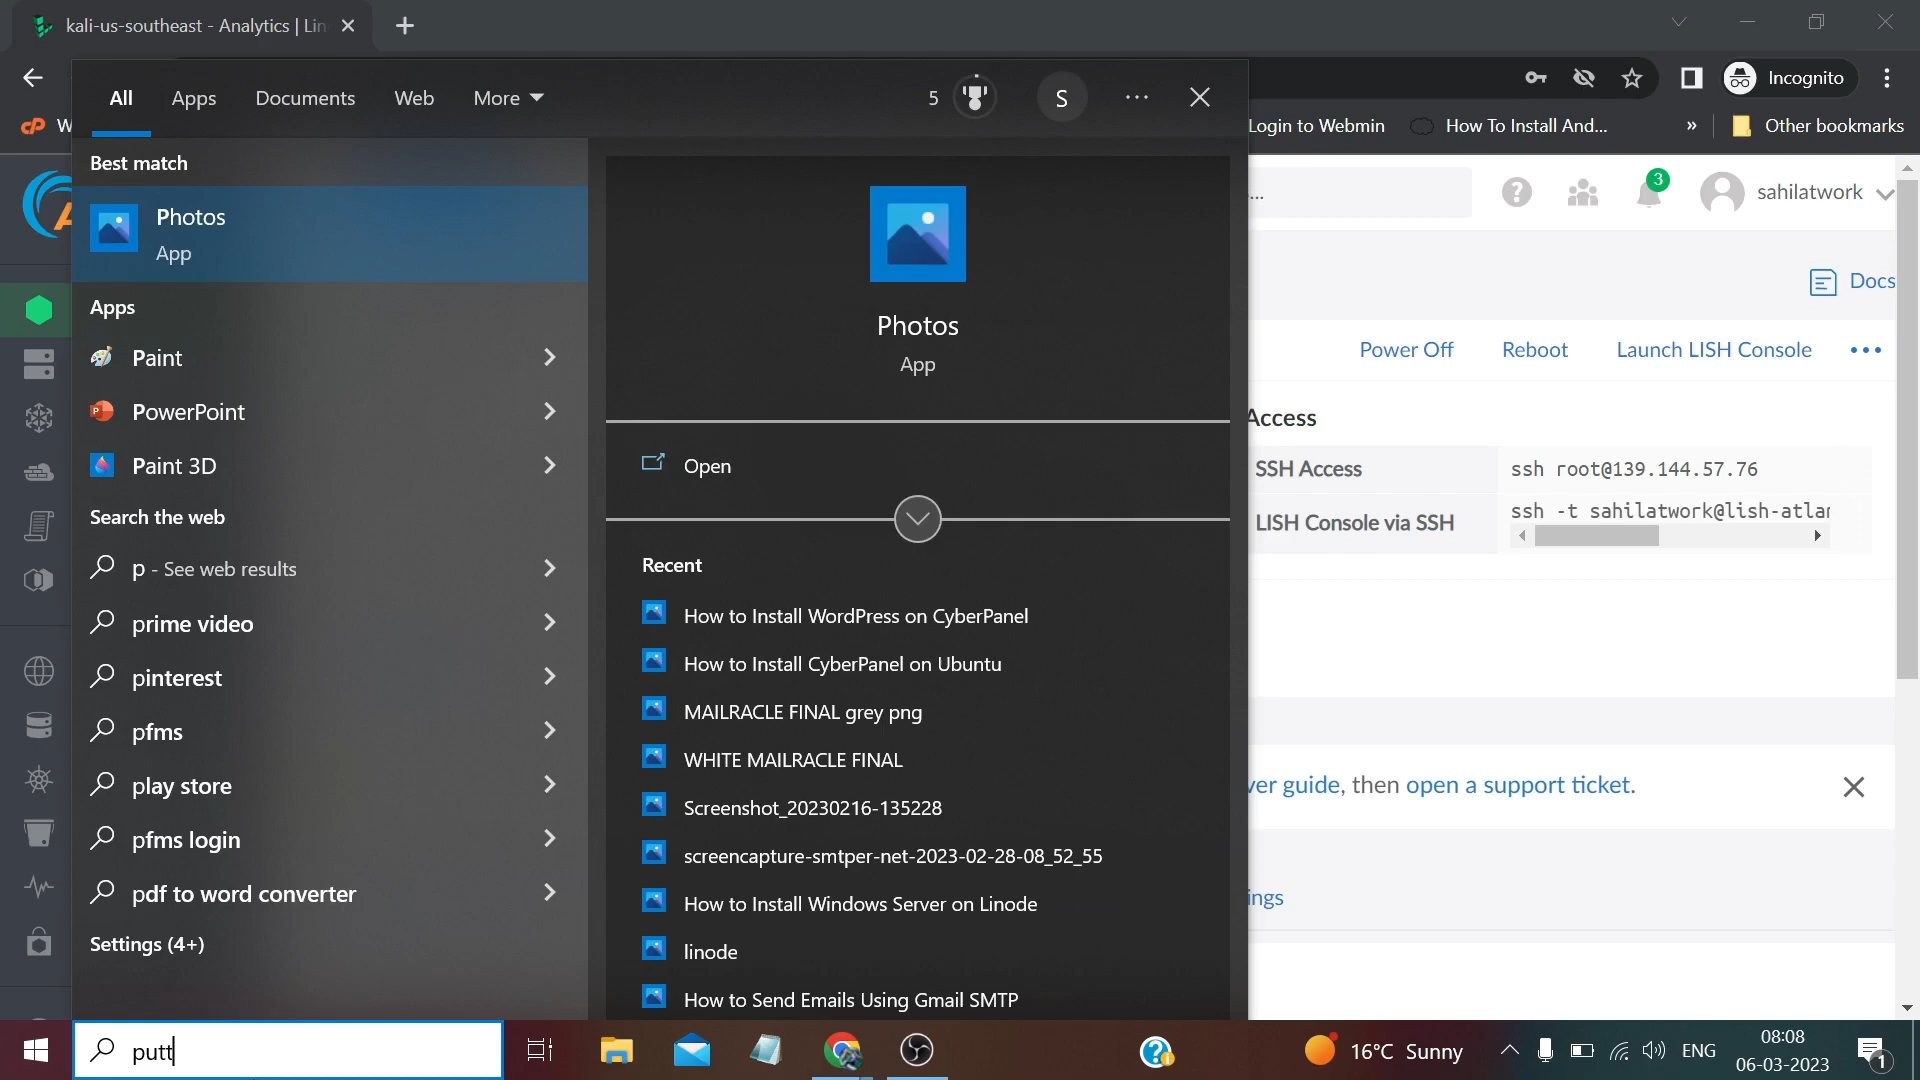 kali-us-southeast - Analytics | Lin
Incognito
W
Login to Webmin
How To Install And...
»
Other bookmarks
All
Apps
Documents
Web
More
5
S
Best match
Photos
App
Apps
Paint
PowerPoint
Paint 3D
Search the web
p - See web results
prime video
pinterest
pfms
play store
pfms login
pdf to word converter
Settings (4+)
Photos
App
Open
Recent
How to Install WordPress on CyberPanel
How to Install CyberPanel on Ubuntu
MAILRACLE FINAL grey png
WHITE MAILRACLE FINAL
Screenshot_20230216-135228
screencapture-smtper-net-2023-02-28-08_52_55
How to Install Windows Server on Linode
linode
How to Send Emails Using Gmail SMTP
...
3
sahilatwork
Docs
Power Off
Reboot
Launch LISH Console
Access
SSH Access
ssh root@139.144.57.76
LISH Console via SSH
ssh -t sahilatwork@lish-atlan
ver guide, then open a support ticket.
ings
putt
16°C Sunny
ENG
08:08
06-03-2023
1